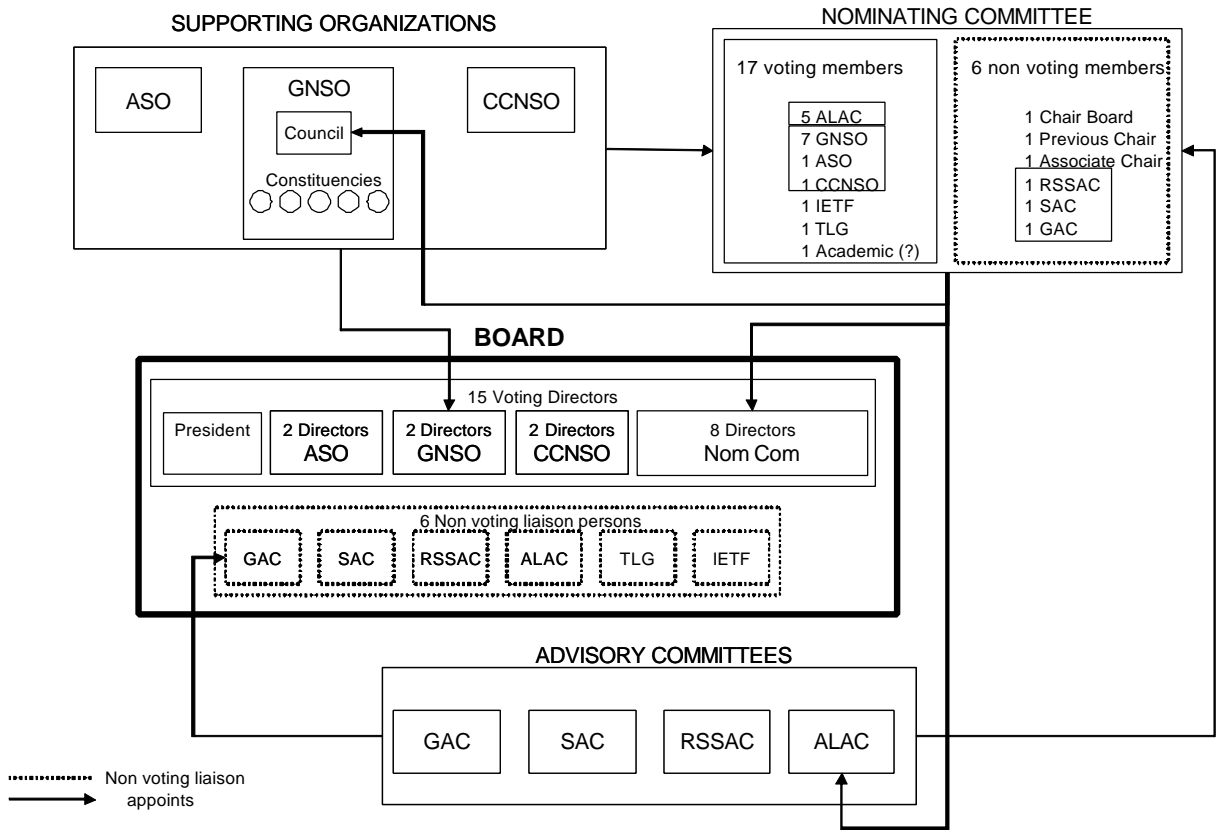 SUPPORTING ORGANIZATIONS
ASO
GNSO
Council
Constituencies
CCNSO
NOMINATING COMMITTEE
17 voting members
5 ALAC
7 GNSO
1 ASO
1 CCNSO
1 IETF
1 TLG
1 Academic (?)
6 non voting members
1 Chair Board
1 Previous Chair
1 Associate Chair
1 RSSAC
1 SAC
1 GAC
BOARD
15 Voting Directors
President
2 Directors
ASO
2 Directors
GNSO
2 Directors
CCNSO
8 Directors
Nom Com
6 Non voting liaison persons
GAC
SAC
RSSAC
ALAC
TLG
IETF
ADVISORY COMMITTEES
GAC
SAC
RSSAC
ALAC
Non voting liaison
appoints